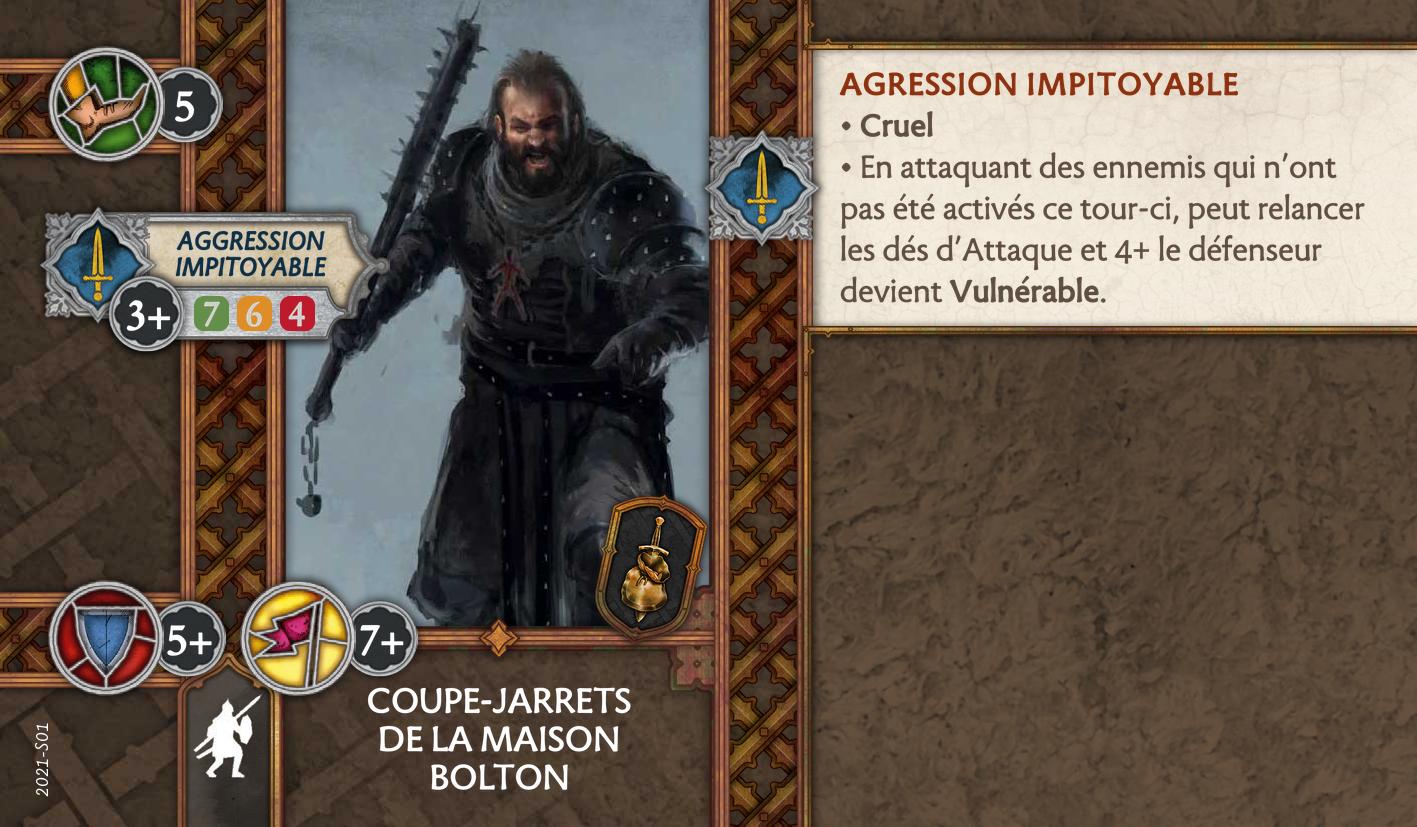 5
AGGRESSION
IMPITOYABLE
3+
7 6 4
5+
7+
COUPE-JARRETS
DE LA MAISON
BOLTON
2021-S01
AGRESSION IMPITOYABLE
• Cruel
• En attaquant des ennemis qui n’ont
pas été activés ce tour-ci, peut relancer
les dés d’Attaque et 4+ le défenseur
devient Vulnérable.